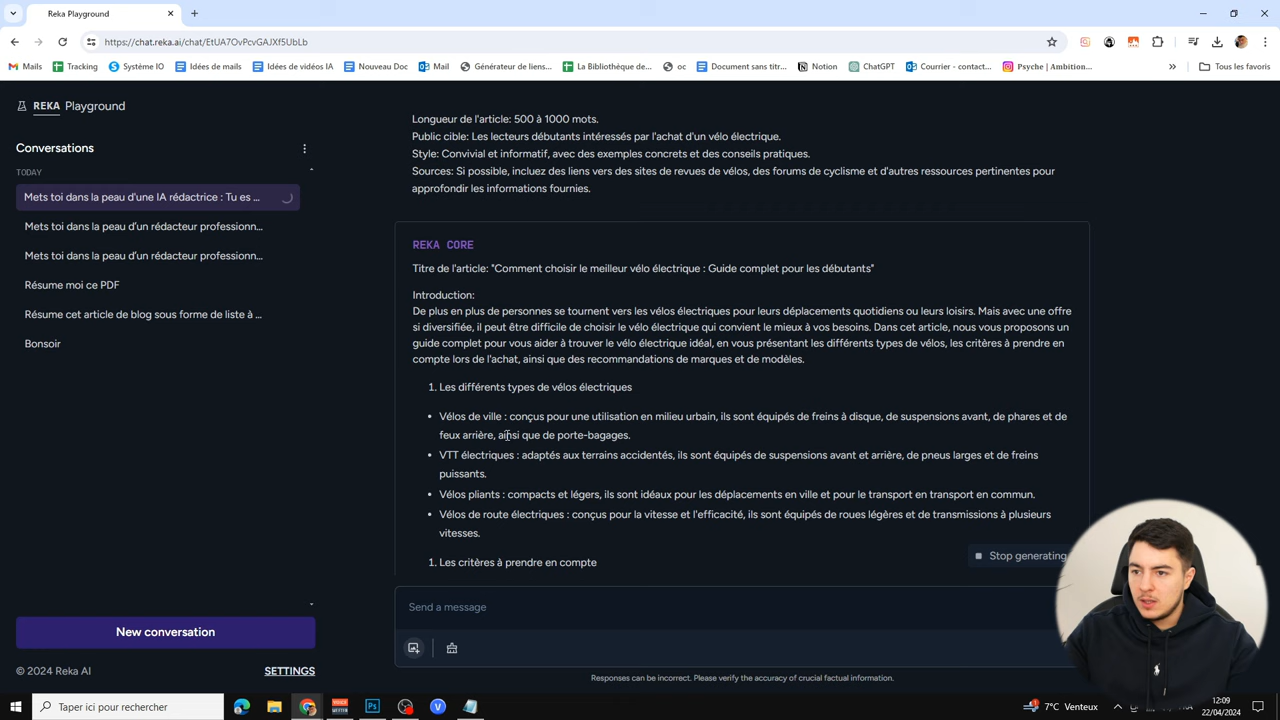 Reka Playground
https://chat.reka.ai/chat/EtUA7OvPcvGAJXf5UbLb
Mails
Tracking
Système IO
Idées de mails
Idées de vidéos IA
Nouveau Doc
Mail
Générateur de liens...
La Bibliothèque de...
oc
Document sans titr...
Notion
ChatGPT
Courrier - contact...
Psyche | Ambition...
Tous les favoris
REKA Playground
Conversations
TODAY
Mets toi dans la peau d'une IA rédactrice : Tu es ...
Mets toi dans la peau d'un rédacteur professionn...
Mets toi dans la peau d'un rédacteur professionn...
Résume moi ce PDF
Résume cet article de blog sous forme de liste à ...
Bonsoir
New conversation
© 2024 Reka AI
SETTINGS
Longueur de l'article: 500 à 1000 mots.
Public cible: Les lecteurs débutants intéressés par l'achat d'un vélo électrique.
Style: Convivial et informatif, avec des exemples concrets et des conseils pratiques.
Sources: Si possible, incluez des liens vers des sites de revues de vélos, des forums de cyclisme et d'autres ressources pertinentes pour
approfondir les informations fournies.
REKA CORE
Titre de l'article: "Comment choisir le meilleur vélo électrique : Guide complet pour les débutants"
Introduction:
De plus en plus de personnes se tournent vers les vélos électriques pour leurs déplacements quotidiens ou leurs loisirs. Mais avec une offre
si diversifiée, il peut être difficile de choisir le vélo électrique qui convient le mieux à vos besoins. Dans cet article, nous vous proposons un
guide complet pour vous aider à trouver le vélo électrique idéal, en vous présentant les différents types de vélos, les critères à prendre en
compte lors de l'achat, ainsi que des recommandations de marques et de modèles.
1. Les différents types de vélos électriques
• Vélos de ville : conçus pour une utilisation en milieu urbain, ils sont équipés de freins à disque, de suspensions avant, de phares et de
feux arrière, ainsi que de porte-bagages.
• VTT électriques : adaptés aux terrains accidentés, ils sont équipés de suspensions avant et arrière, de pneus larges et de freins
puissants.
• Vélos pliants : compacts et légers, ils sont idéaux pour les déplacements en ville et pour le transport en transport en commun.
• Vélos de route électriques : conçus pour la vitesse et l'efficacité, ils sont équipés de roues légères et de transmissions à plusieurs
vitesses.
1. Les critères à prendre en compte
Stop generating
Send a message
Responses can be incorrect. Please verify the accuracy of crucial factual information.
Taper ici pour rechercher
7°C Venteux
12:09
22/04/2024